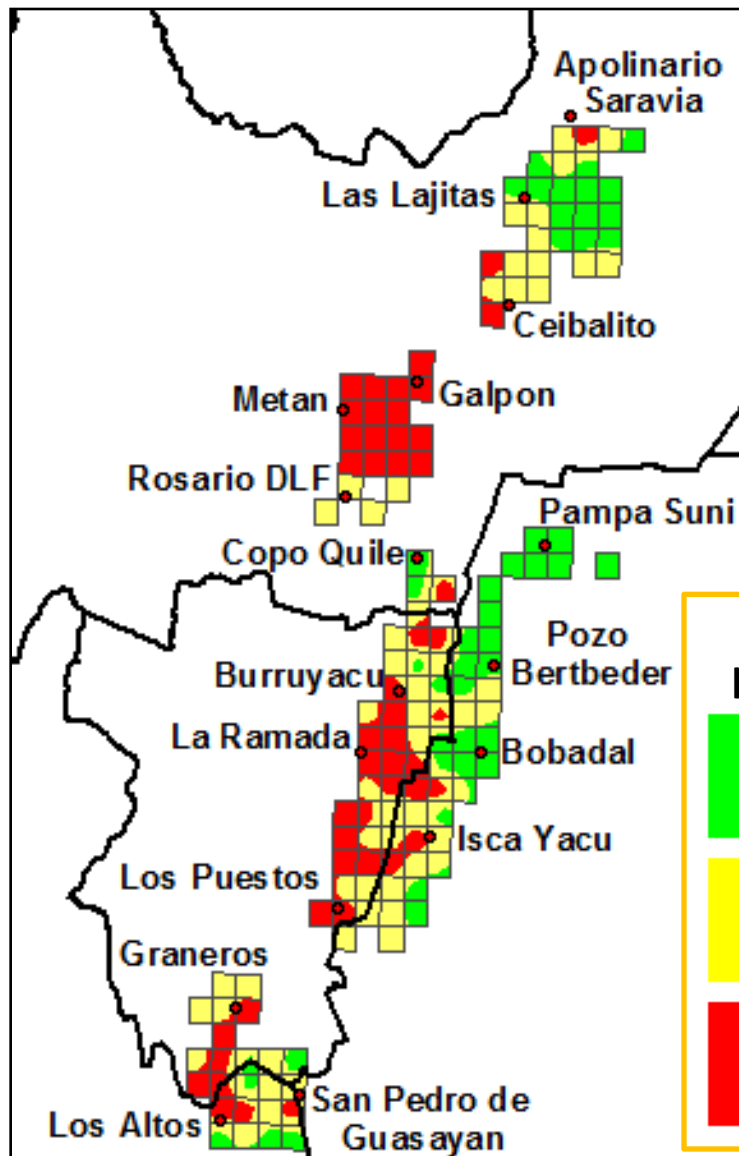 Apolinario
Saravia
Las Lajitas
Ceibalito
Galpon
Metan
Rosario DLF
Pampa Suni
Copo Quile
Pozo
Bertbeder
Burruyacu
La Ramada
Bobadal
Isca Yacu
Los Puestos
Graneros
San Pedro de
Guasayan
Los Altos